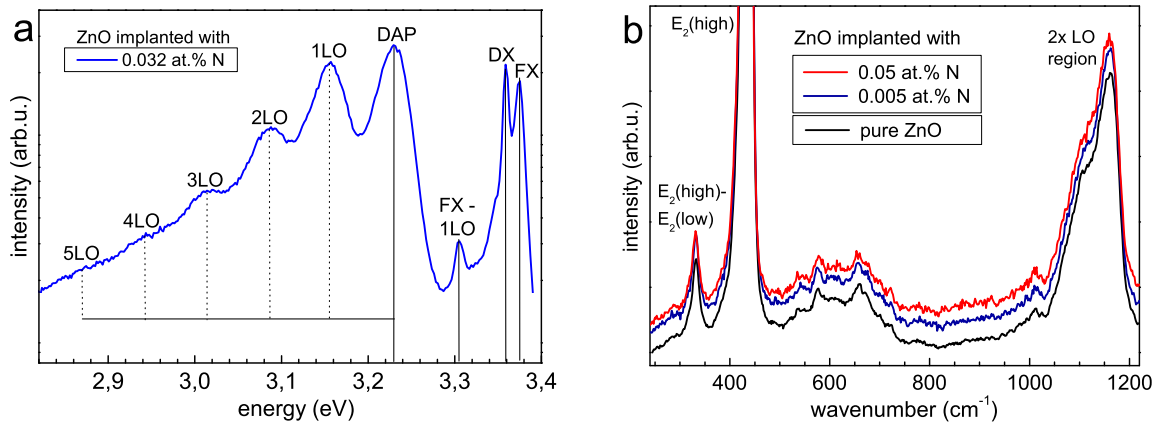 a
ZnO implanted with
0.032 at.% N
DAP
1LO
DX
FX
2LO
3LO
FX -
1LO
4LO
5LO
intensity (arb.u.)
2,9 3,0 3,1 3,2 3,3 3,4
energy (eV)
b
E₂(high)
ZnO implanted with
0.05 at.% N
0.005 at.% N
pure ZnO
2x LO
region
E₂(high)-
E₂(low)
intensity (arb.u.)
400 600 800 1000 1200
wavenumber (cm⁻¹)